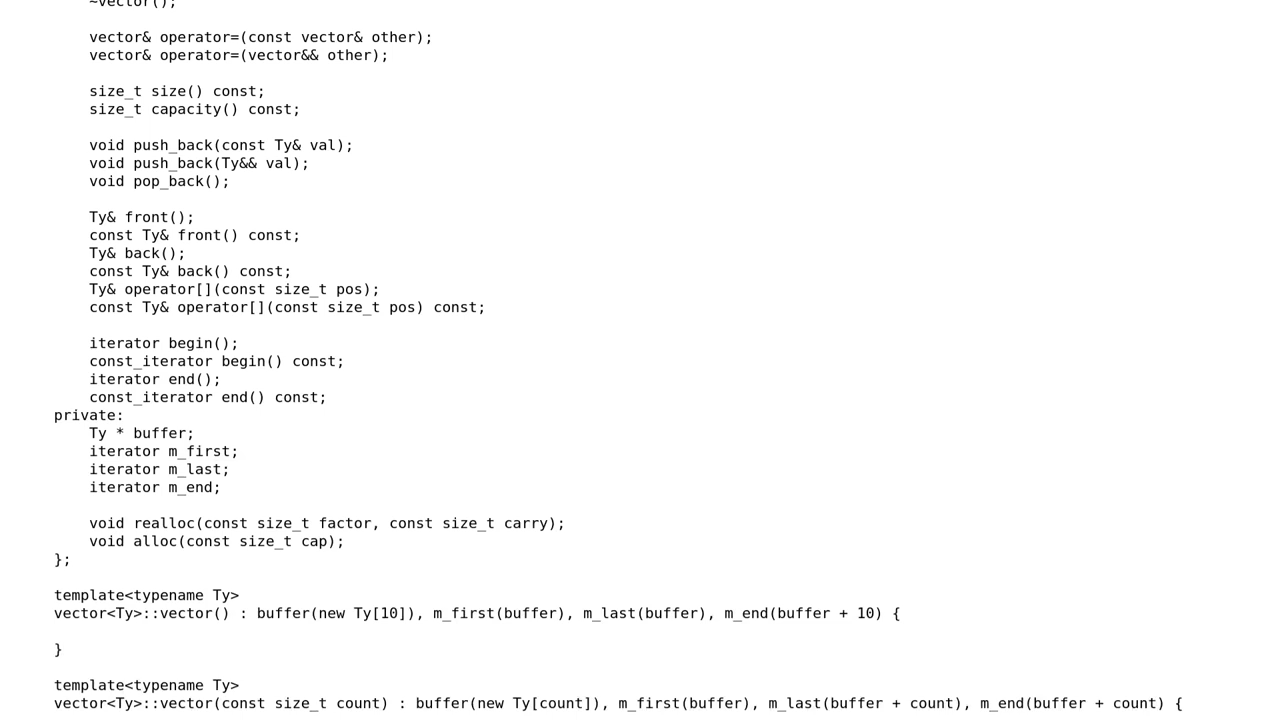 ~vector();
vector& operator=(const vector& other);
vector& operator=(vector&& other);
size_t size() const;
size_t capacity() const;
void push_back(const Ty& val);
void push_back(Ty&& val);
void pop_back();
Ty& front();
const Ty& front() const;
Ty& back();
const Ty& back() const;
Ty& operator[](const size_t pos);
const Ty& operator[](const size_t pos) const;
iterator begin();
const_iterator begin() const;
iterator end();
const_iterator end() const;
private:
Ty * buffer;
iterator m_first;
iterator m_last;
iterator m_end;
void realloc(const size_t factor, const size_t carry);
void alloc(const size_t cap);
};
template<typename Ty>
vector<Ty>::vector() : buffer(new Ty[10]), m_first(buffer), m_last(buffer), m_end(buffer + 10) {
}
template<typename Ty>
vector<Ty>::vector(const size_t count) : buffer(new Ty[count]), m_first(buffer), m_last(buffer + count), m_end(buffer + count) {